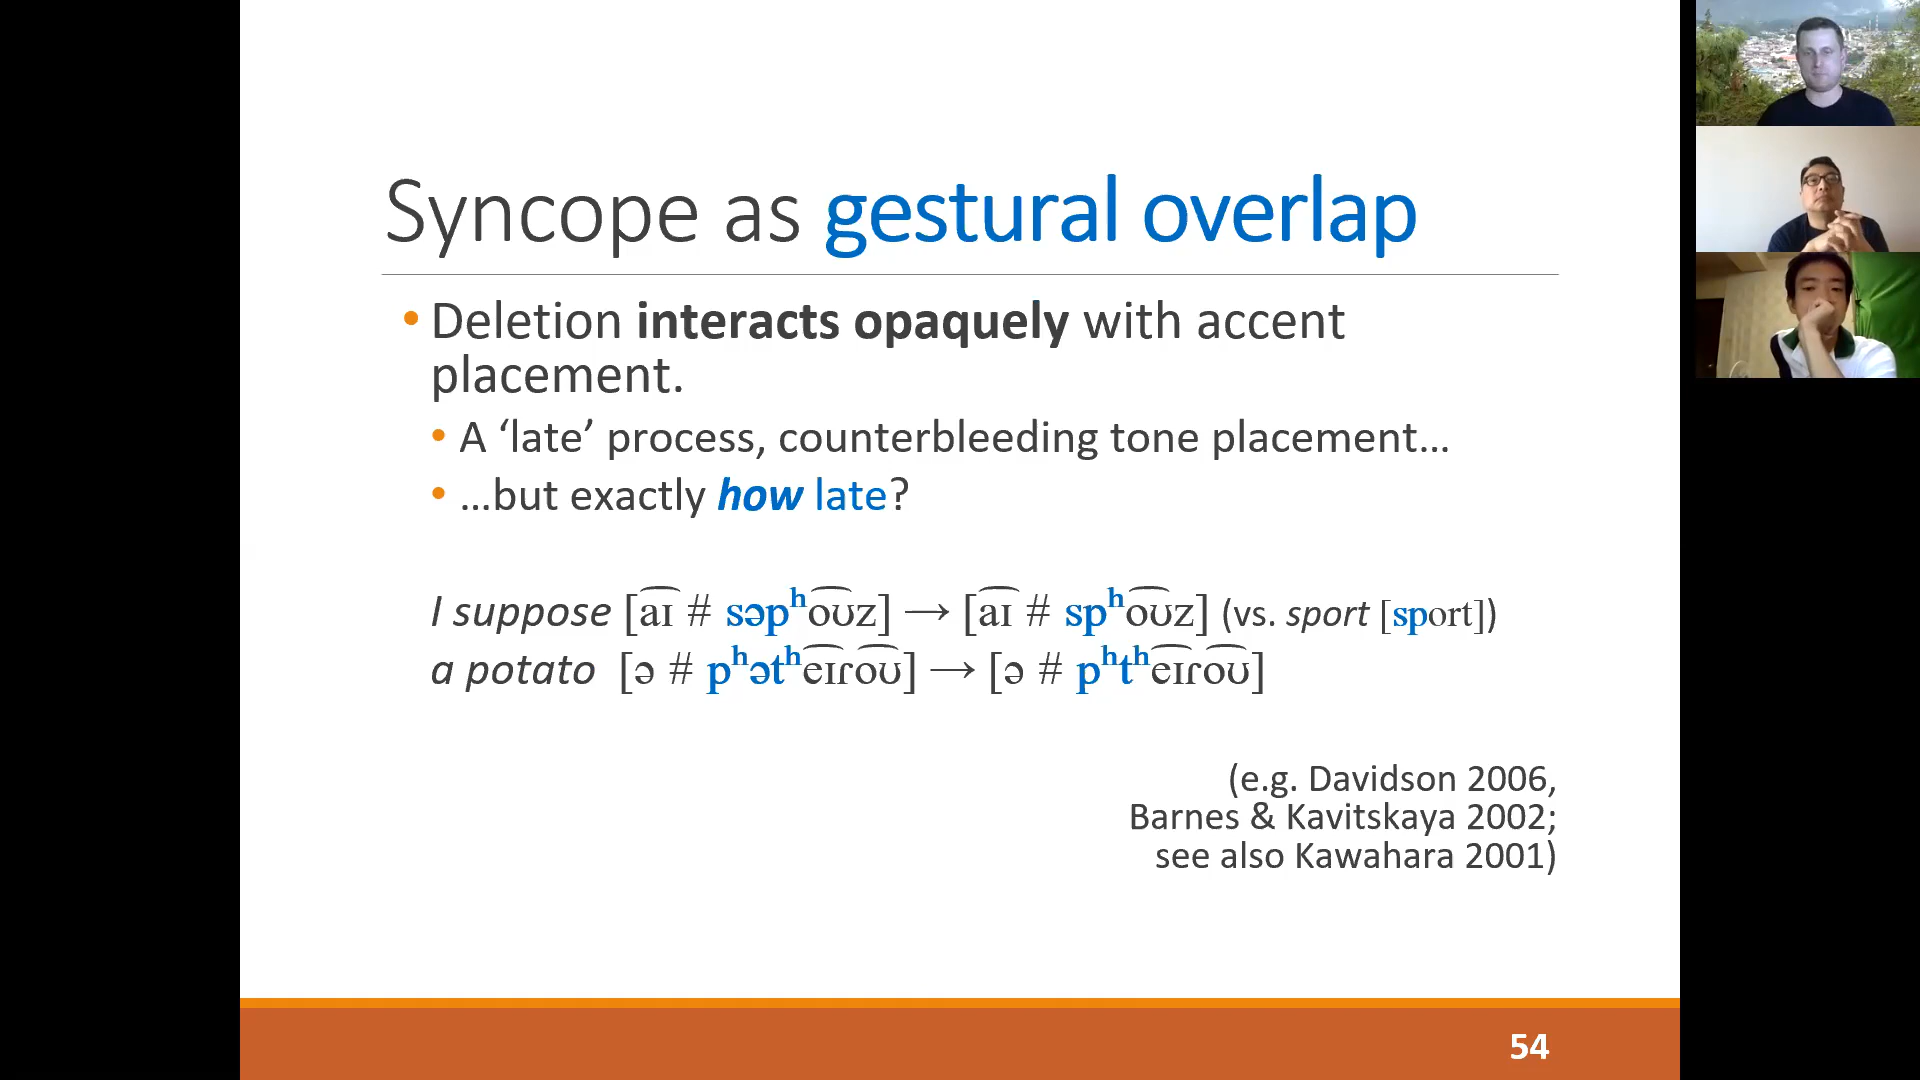 Syncope as gestural overlap
• Deletion interacts opaquely with accent
placement.
• A ‘late’ process, counterbleeding tone placement…
• …but exactly how late?
I suppose [a͡ɪ # səpʰo͡ʊz] → [a͡ɪ # spʰo͡ʊz] (vs. sport [sport])
a potato [ə # pʰətʰe͡ɪɾo͡ʊ] → [ə # pʰtʰe͡ɪɾo͡ʊ]
(e.g. Davidson 2006,
Barnes & Kavitskaya 2002;
see also Kawahara 2001)
54